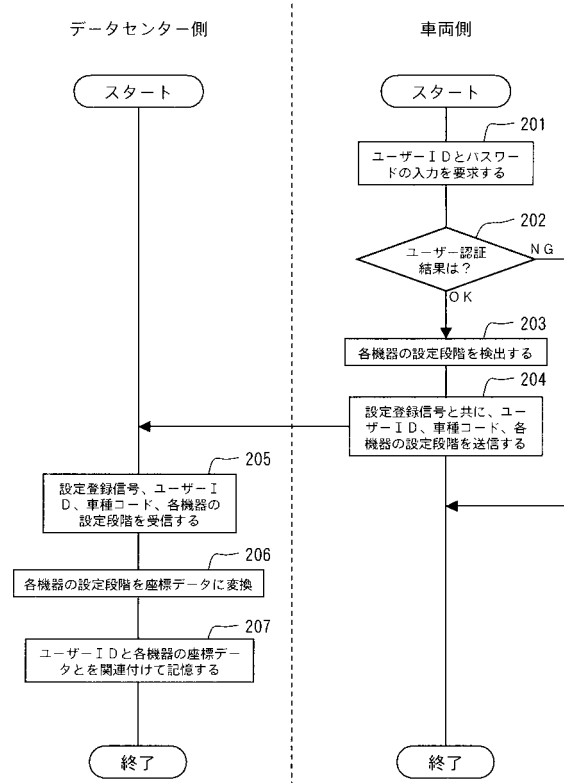 データセンター側
車両側
スタート
スタート
201
ユーザーIDとパスワー
ドの入力を要求する
202
ユーザー認証
結果は?
NG
OK
203
各機器の設定段階を検出する
204
設定登録信号と共に、ユー
ザーID、車種コード、各
機器の設定段階を送信する
205
設定登録信号、ユーザーI
D、車種コード、各機器の
設定段階を受信する
206
各機器の設定段階を座標データに変換
207
ユーザーIDと各機器の座標デー
タとを関連付けて記憶する
終了
終了